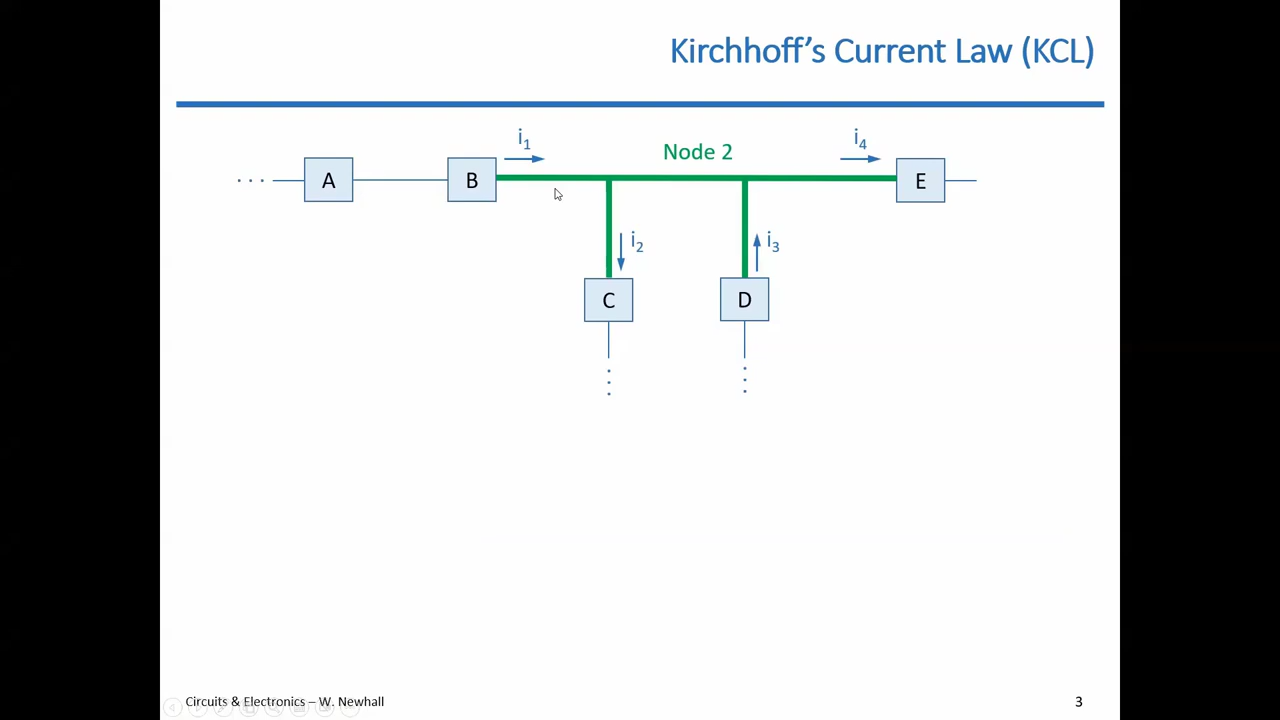 Kirchhoff's Current Law (KCL)
i1
Node 2
i4
· · ·
A
B
E
i2
i3
C
D
Circuits & Electronics – W. Newhall
3